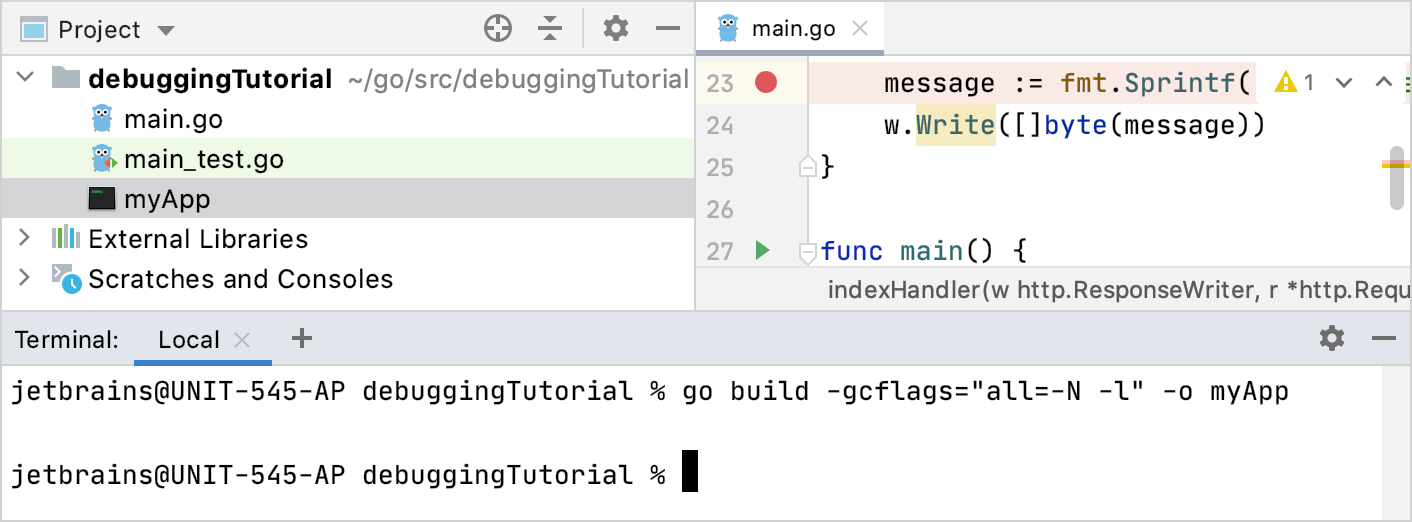 Project
debuggingTutorial ~/go/src/debuggingTutorial
main.go
main_test.go
myApp
External Libraries
Scratches and Consoles
main.go
23 message := fmt.Sprintf( 1
24 w.Write([]byte(message))
25 }
26
27 func main() {
indexHandler(w http.ResponseWriter, r *http.Requ
Terminal: Local
jetbrains@UNIT-545-AP debuggingTutorial % go build -gcflags="all=-N -l" -o myApp
jetbrains@UNIT-545-AP debuggingTutorial %